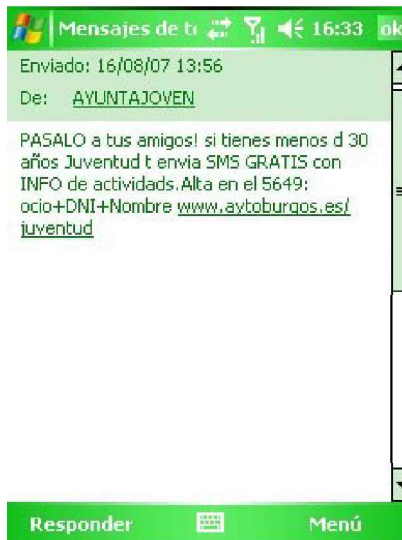 Mensajes de t 16:33 ok
Enviado: 16/08/07 13:56
De: AYUNTAJOVEN
PASALO a tus amigos! si tienes menos d 30
años Juventud t envia SMS GRATIS con
INFO de actividads.Alta en el 5649:
ocio+DNI+Nombre www.aytoburgos.es/
juventud
Responder Menú